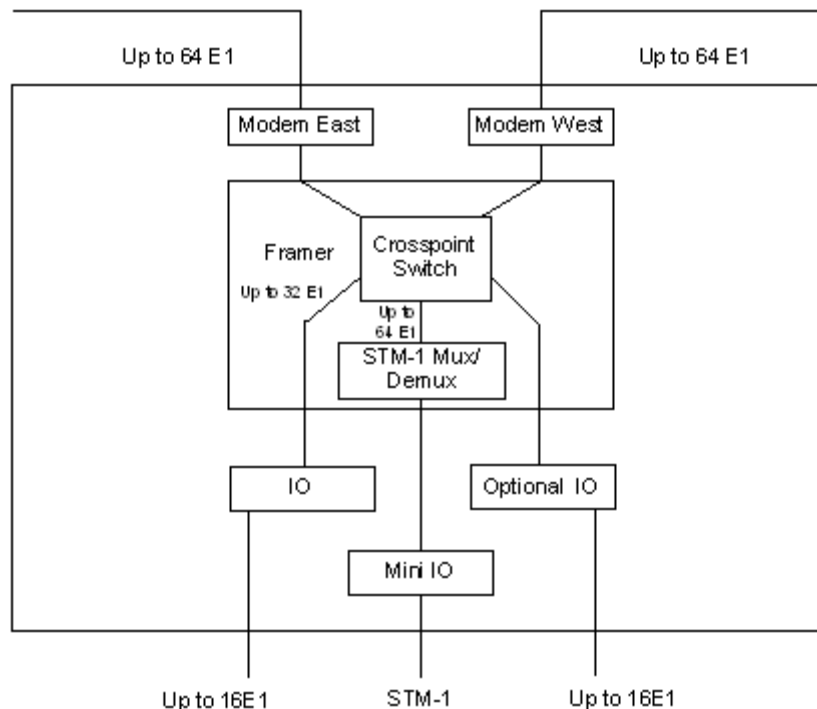 Up to 64 E1
Up to 64 E1
Modem East
Modem West
Framer
Crosspoint
Switch
Up to 32 E1
Up to
64 E1
STM-1 Mux/
Demux
IO
Optional IO
Mini IO
Up to 16E1
STM-1
Up to 16E1